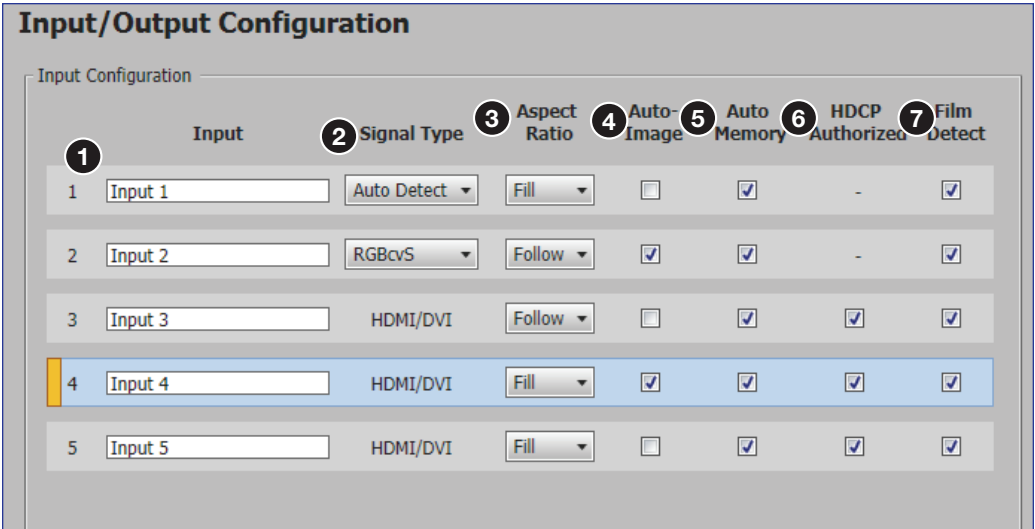 Input/Output Configuration
Input Configuration
Input
1
2 Signal Type
3 Aspect Ratio
4 Auto-Image
5 Auto Memory
6 HDCP Authorized
7 Film Detect
1 Input 1 Auto Detect Fill -
2 Input 2 RGBcvS Follow -
3 Input 3 HDMI/DVI Follow
4 Input 4 HDMI/DVI Fill
5 Input 5 HDMI/DVI Fill